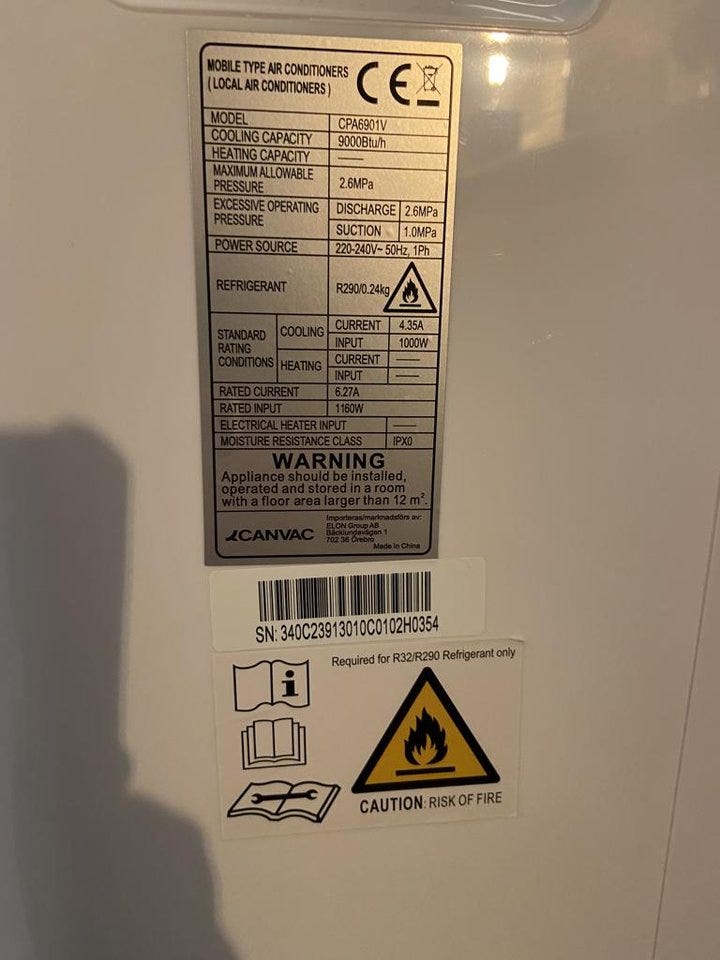 MOBILE TYPE AIR CONDITIONERS
( LOCAL AIR CONDITIONERS )
CE
MODEL CPA6901V
COOLING CAPACITY 9000Btu/h
HEATING CAPACITY ——
MAXIMUM ALLOWABLE
PRESSURE 2.6MPa
EXCESSIVE OPERATING
PRESSURE
DISCHARGE 2.6MPa
SUCTION 1.0MPa
POWER SOURCE 220-240V~ 50Hz, 1Ph
REFRIGERANT R290/0.24kg
STANDARD
RATING
CONDITIONS
COOLING
CURRENT 4.35A
INPUT 1000W
HEATING
CURRENT ——
INPUT ——
RATED CURRENT 6.27A
RATED INPUT 1160W
ELECTRICAL HEATER INPUT ——
MOISTURE RESISTANCE CLASS IPX0
WARNING
Appliance should be installed,
operated and stored in a room
with a floor area larger than 12 m².
CANVAC
Importeras/marknadsförs av:
ELON Group AB
Bäcklundavägen 1
702 36 Örebro
Made in China
SN: 340C23913010C0102H0354
Required for R32/R290 Refrigerant only
CAUTION: RISK OF FIRE